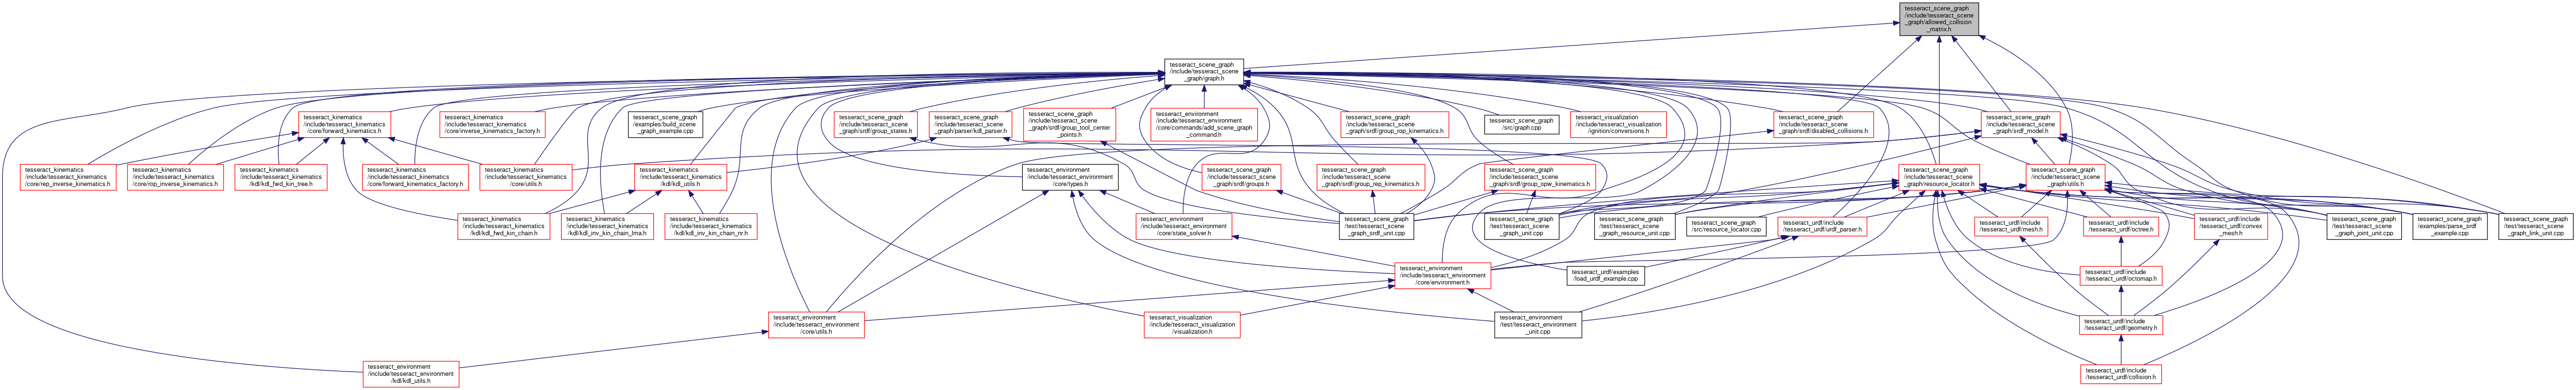 tesseract_scene_graph
/include/tesseract_scene
_graph/allowed_collision
_matrix.h
tesseract_scene_graph
/include/tesseract_scene
_graph/graph.h
tesseract_kinematics
/include/tesseract_kinematics
/core/forward_kinematics.h
tesseract_kinematics
/include/tesseract_kinematics
/core/inverse_kinematics_factory.h
tesseract_scene_graph
/examples/build_scene
_graph_example.cpp
tesseract_scene_graph
/include/tesseract_scene
_graph/srdf/group_states.h
tesseract_scene_graph
/include/tesseract_scene
_graph/parser/kdl_parser.h
tesseract_scene_graph
/include/tesseract_scene
_graph/srdf/group_tool_center
_points.h
tesseract_environment
/include/tesseract_environment
/core/commands/add_scene_graph
_command.h
tesseract_scene_graph
/include/tesseract_scene
_graph/srdf/group_rop_kinematics.h
tesseract_scene_graph
/src/graph.cpp
tesseract_visualization
/include/tesseract_visualization
/ignition/conversions.h
tesseract_scene_graph
/include/tesseract_scene
_graph/srdf/disabled_collisions.h
tesseract_scene_graph
/include/tesseract_scene
_graph/srdf_model.h
tesseract_kinematics
/include/tesseract_kinematics
/core/rep_inverse_kinematics.h
tesseract_kinematics
/include/tesseract_kinematics
/core/rop_inverse_kinematics.h
tesseract_kinematics
/include/tesseract_kinematics
/kdl/kdl_fwd_kin_tree.h
tesseract_kinematics
/include/tesseract_kinematics
/core/forward_kinematics_factory.h
tesseract_kinematics
/include/tesseract_kinematics
/core/utils.h
tesseract_kinematics
/include/tesseract_kinematics
/kdl/kdl_utils.h
tesseract_environment
/include/tesseract_environment
/core/types.h
tesseract_scene_graph
/include/tesseract_scene
_graph/srdf/groups.h
tesseract_scene_graph
/include/tesseract_scene
_graph/srdf/group_rep_kinematics.h
tesseract_scene_graph
/include/tesseract_scene
_graph/srdf/group_opw_kinematics.h
tesseract_scene_graph
/include/tesseract_scene
_graph/resource_locator.h
tesseract_scene_graph
/include/tesseract_scene
_graph/utils.h
tesseract_kinematics
/include/tesseract_kinematics
/kdl/kdl_fwd_kin_chain.h
tesseract_kinematics
/include/tesseract_kinematics
/kdl/kdl_inv_kin_chain_lma.h
tesseract_kinematics
/include/tesseract_kinematics
/kdl/kdl_inv_kin_chain_nr.h
tesseract_environment
/include/tesseract_environment
/core/state_solver.h
tesseract_scene_graph
/test/tesseract_scene
_graph_srdf_unit.cpp
tesseract_scene_graph
/test/tesseract_scene
_graph_unit.cpp
tesseract_scene_graph
/test/tesseract_scene
_graph_resource_unit.cpp
tesseract_scene_graph
/src/resource_locator.cpp
tesseract_urdf/include
/tesseract_urdf/urdf_parser.h
tesseract_urdf/include
/tesseract_urdf/mesh.h
tesseract_urdf/include
/tesseract_urdf/octree.h
tesseract_urdf/include
/tesseract_urdf/convex
_mesh.h
tesseract_scene_graph
/test/tesseract_scene
_graph_joint_unit.cpp
tesseract_scene_graph
/examples/parse_srdf
_example.cpp
tesseract_scene_graph
/test/tesseract_scene
_graph_link_unit.cpp
tesseract_environment
/include/tesseract_environment
/core/environment.h
tesseract_urdf/examples
/load_urdf_example.cpp
tesseract_urdf/include
/tesseract_urdf/octomap.h
tesseract_environment
/include/tesseract_environment
/core/utils.h
tesseract_visualization
/include/tesseract_visualization
/visualization.h
tesseract_environment
/test/tesseract_environment
_unit.cpp
tesseract_urdf/include
/tesseract_urdf/geometry.h
tesseract_environment
/include/tesseract_environment
/kdl/kdl_utils.h
tesseract_urdf/include
/tesseract_urdf/collision.h